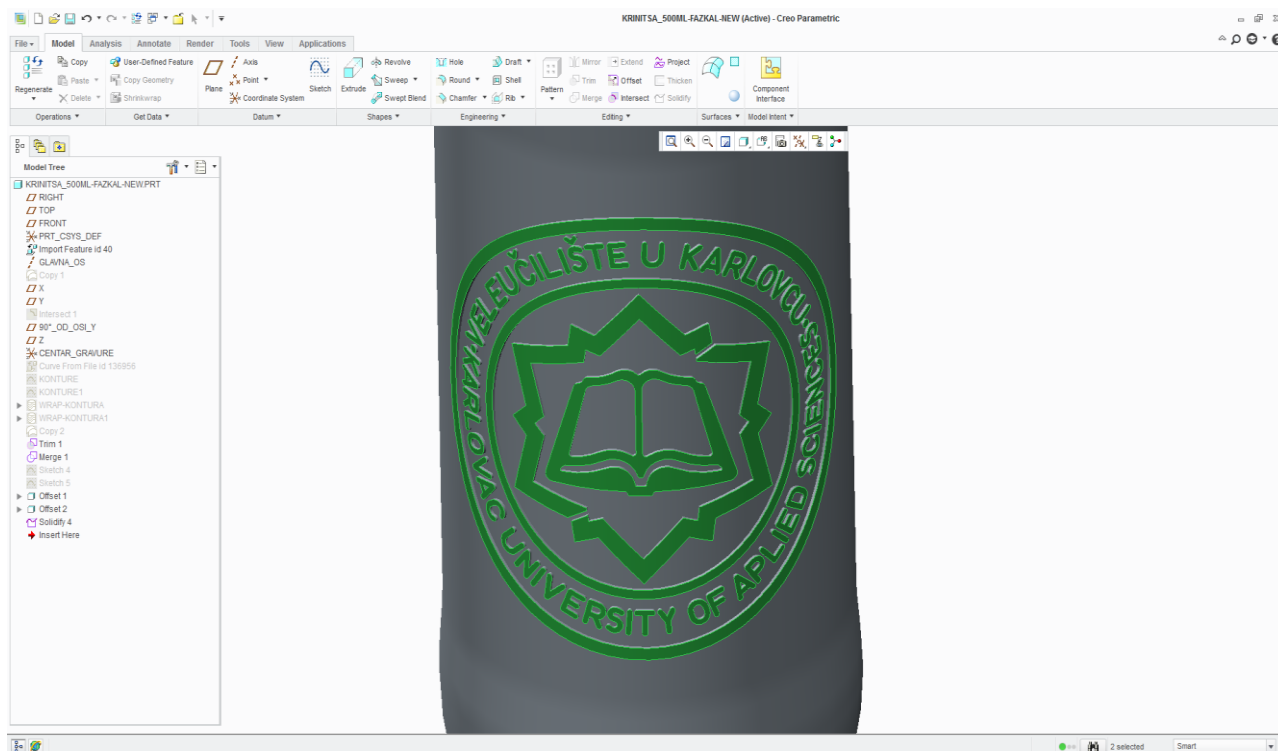 KRINITSA_500ML-FAZKAL-NEW (Active) - Creo Parametric
File Model Analysis Annotate Render Tools View Applications
Regenerate
Copy
Paste
Delete
User-Defined Feature
Copy Geometry
Shrinkwrap
Plane
Axis
Point
Coordinate System
Sketch
Extrude
Revolve
Sweep
Swept Blend
Hole
Round
Chamfer
Draft
Shell
Rib
Pattern
Mirror
Extend
Project
Trim
Offset
Thicken
Merge
Intersect
Solidify
Component Interface
Operations Get Data Datum Shapes Engineering Editing Surfaces Model Intent
Model Tree
KRINITSA_500ML-FAZKAL-NEW.PRT
RIGHT
TOP
FRONT
PRT_CSYS_DEF
Import Feature id 40
GLAVNA_OS
Copy 1
X
Y
Intersect 1
90°_OD_OSI_Y
Z
CENTAR_GRAVURE
Curve From File id 136956
KONTURE
KONTURE1
WRAP-KONTURA
WRAP-KONTURA1
Copy 2
Trim 1
Merge 1
Sketch 4
Sketch 5
Offset 1
Offset 2
Solidify 4
Insert Here
VELEUČILIŠTE U KARLOVCU
KARLOVAC UNIVERSITY OF APLIED SCIENCES
2 selected
Smart